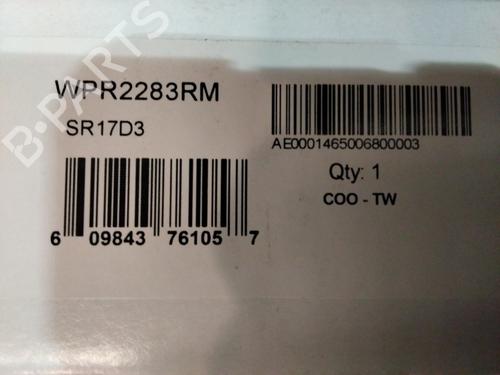 WPR2283RM
SR17D3
6 09843 76105 7
AE0001465006800003
Qty: 1
COO - TW
B-PARTS